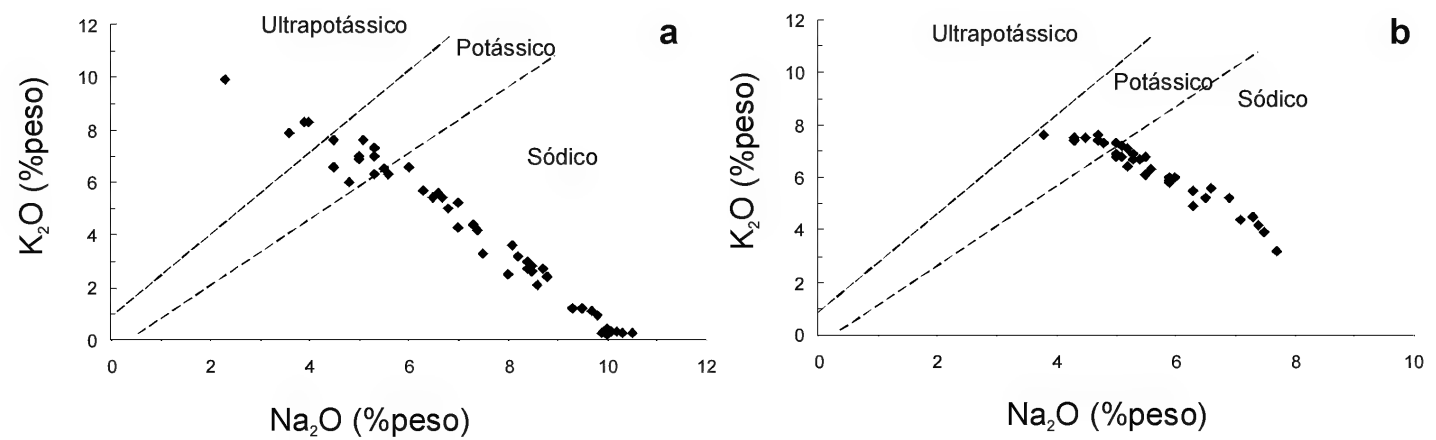 Ultrapotássico
Potássico
Sódico
a
12
10
8
6
4
2
0
K₂O (%peso)
0 2 4 6 8 10 12
Na₂O (%peso)
Ultrapotássico
Potássico
Sódico
b
12
10
8
6
4
2
0
K₂O (%peso)
0 2 4 6 8 10
Na₂O (%peso)